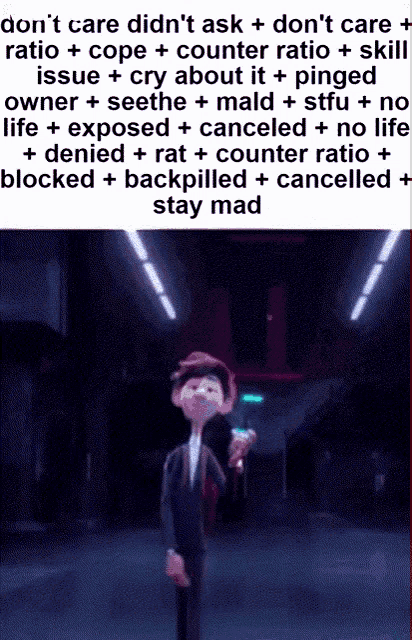 don't care didn't ask + don't care +
ratio + cope + counter ratio + skill
issue + cry about it + pinged
owner + seethe + mald + stfu + no
life + exposed + canceled + no life
+ denied + rat + counter ratio +
blocked + backpilled + cancelled +
stay mad